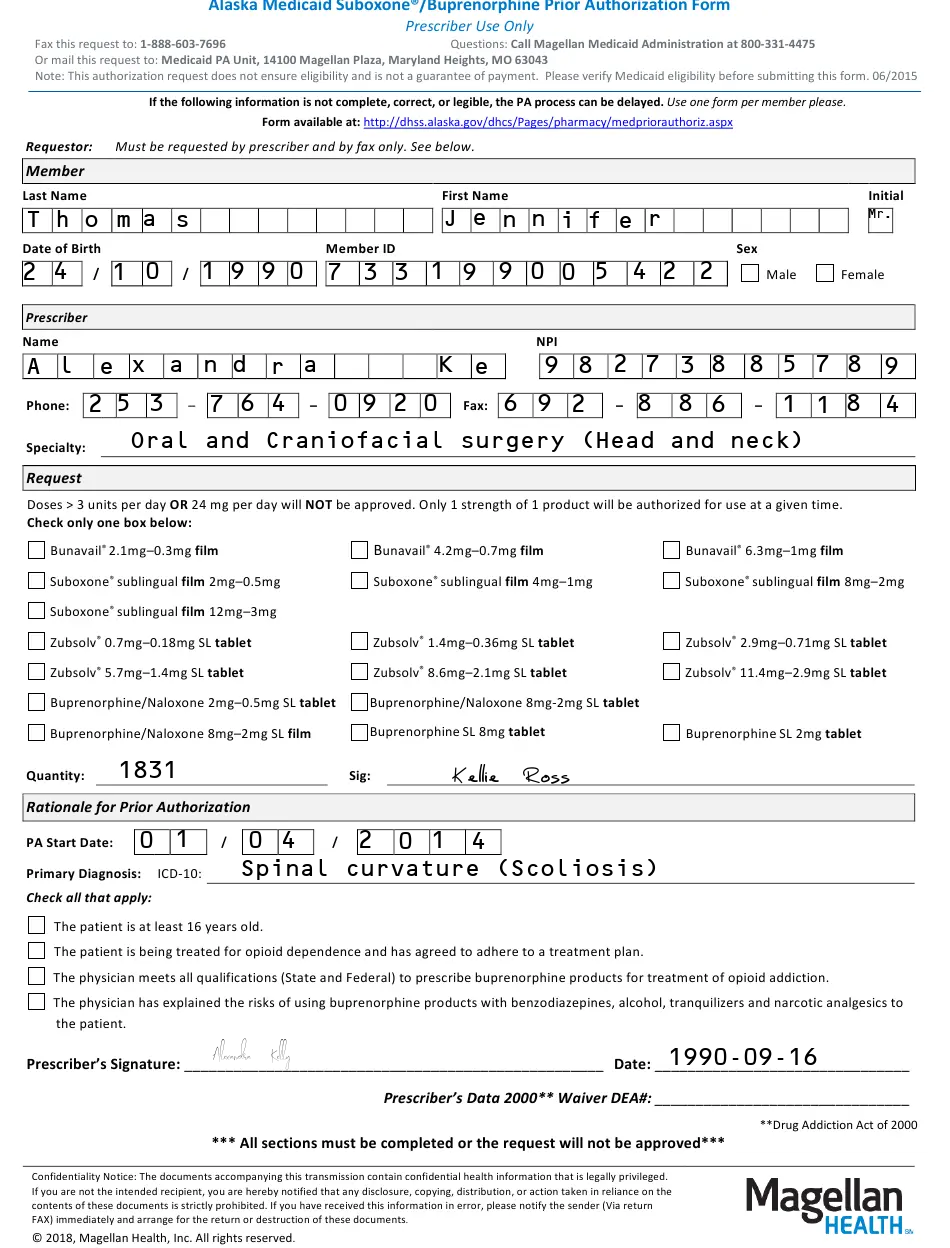 Alaska Medicaid Suboxone®/Buprenorphine Prior Authorization Form
Prescriber Use Only
Fax this request to: 1-888-603-7696 Questions: Call Magellan Medicaid Administration at 800-331-4475
Or mail this request to: Medicaid PA Unit, 14100 Magellan Plaza, Maryland Heights, MO 63043
Note: This authorization request does not ensure eligibility and is not a guarantee of payment. Please verify Medicaid eligibility before submitting this form. 06/2015
If the following information is not complete, correct, or legible, the PA process can be delayed. Use one form per member please.
Form available at: http://dhss.alaska.gov/dhcs/Pages/pharmacy/medpriorauthoriz.aspx
Requestor: Must be requested by prescriber and by fax only. See below.
Member
Last Name First Name Initial
Thomas Jennifer Mr.
Date of Birth Member ID Sex
24 / 10 / 1990 733199005422 Male Female
Prescriber
Name NPI
Alexandra Ke 98273885789
Phone: 253 – 764 – 0920 Fax: 692 – 886 – 1184
Specialty: Oral and Craniofacial surgery (Head and neck)
Request
Doses > 3 units per day OR 24 mg per day will NOT be approved. Only 1 strength of 1 product will be authorized for use at a given time.
Check only one box below:
Bunavail® 2.1mg–0.3mg film Bunavail® 4.2mg–0.7mg film Bunavail® 6.3mg–1mg film
Suboxone® sublingual film 2mg–0.5mg Suboxone® sublingual film 4mg–1mg Suboxone® sublingual film 8mg–2mg
Suboxone® sublingual film 12mg–3mg
Zubsolv® 0.7mg–0.18mg SL tablet Zubsolv® 1.4mg–0.36mg SL tablet Zubsolv® 2.9mg–0.71mg SL tablet
Zubsolv® 5.7mg–1.4mg SL tablet Zubsolv® 8.6mg–2.1mg SL tablet Zubsolv® 11.4mg–2.9mg SL tablet
Buprenorphine/Naloxone 2mg–0.5mg SL tablet Buprenorphine/Naloxone 8mg-2mg SL tablet
Buprenorphine/Naloxone 8mg–2mg SL film Buprenorphine SL 8mg tablet Buprenorphine SL 2mg tablet
Quantity: 1831 Sig: Kellie Ross
Rationale for Prior Authorization
PA Start Date: 01 / 04 / 2014
Primary Diagnosis: ICD-10: Spinal curvature (Scoliosis)
Check all that apply:
The patient is at least 16 years old.
The patient is being treated for opioid dependence and has agreed to adhere to a treatment plan.
The physician meets all qualifications (State and Federal) to prescribe buprenorphine products for treatment of opioid addiction.
The physician has explained the risks of using buprenorphine products with benzodiazepines, alcohol, tranquilizers and narcotic analgesics to
the patient.
Prescriber's Signature: Alexandra Kelly Date: 1990-09-16
Prescriber's Data 2000** Waiver DEA#:
**Drug Addiction Act of 2000
*** All sections must be completed or the request will not be approved***
Confidentiality Notice: The documents accompanying this transmission contain confidential health information that is legally privileged.
If you are not the intended recipient, you are hereby notified that any disclosure, copying, distribution, or action taken in reliance on the
contents of these documents is strictly prohibited. If you have received this information in error, please notify the sender (Via return
FAX) immediately and arrange for the return or destruction of these documents.
© 2018, Magellan Health, Inc. All rights reserved.
Magellan
HEALTH